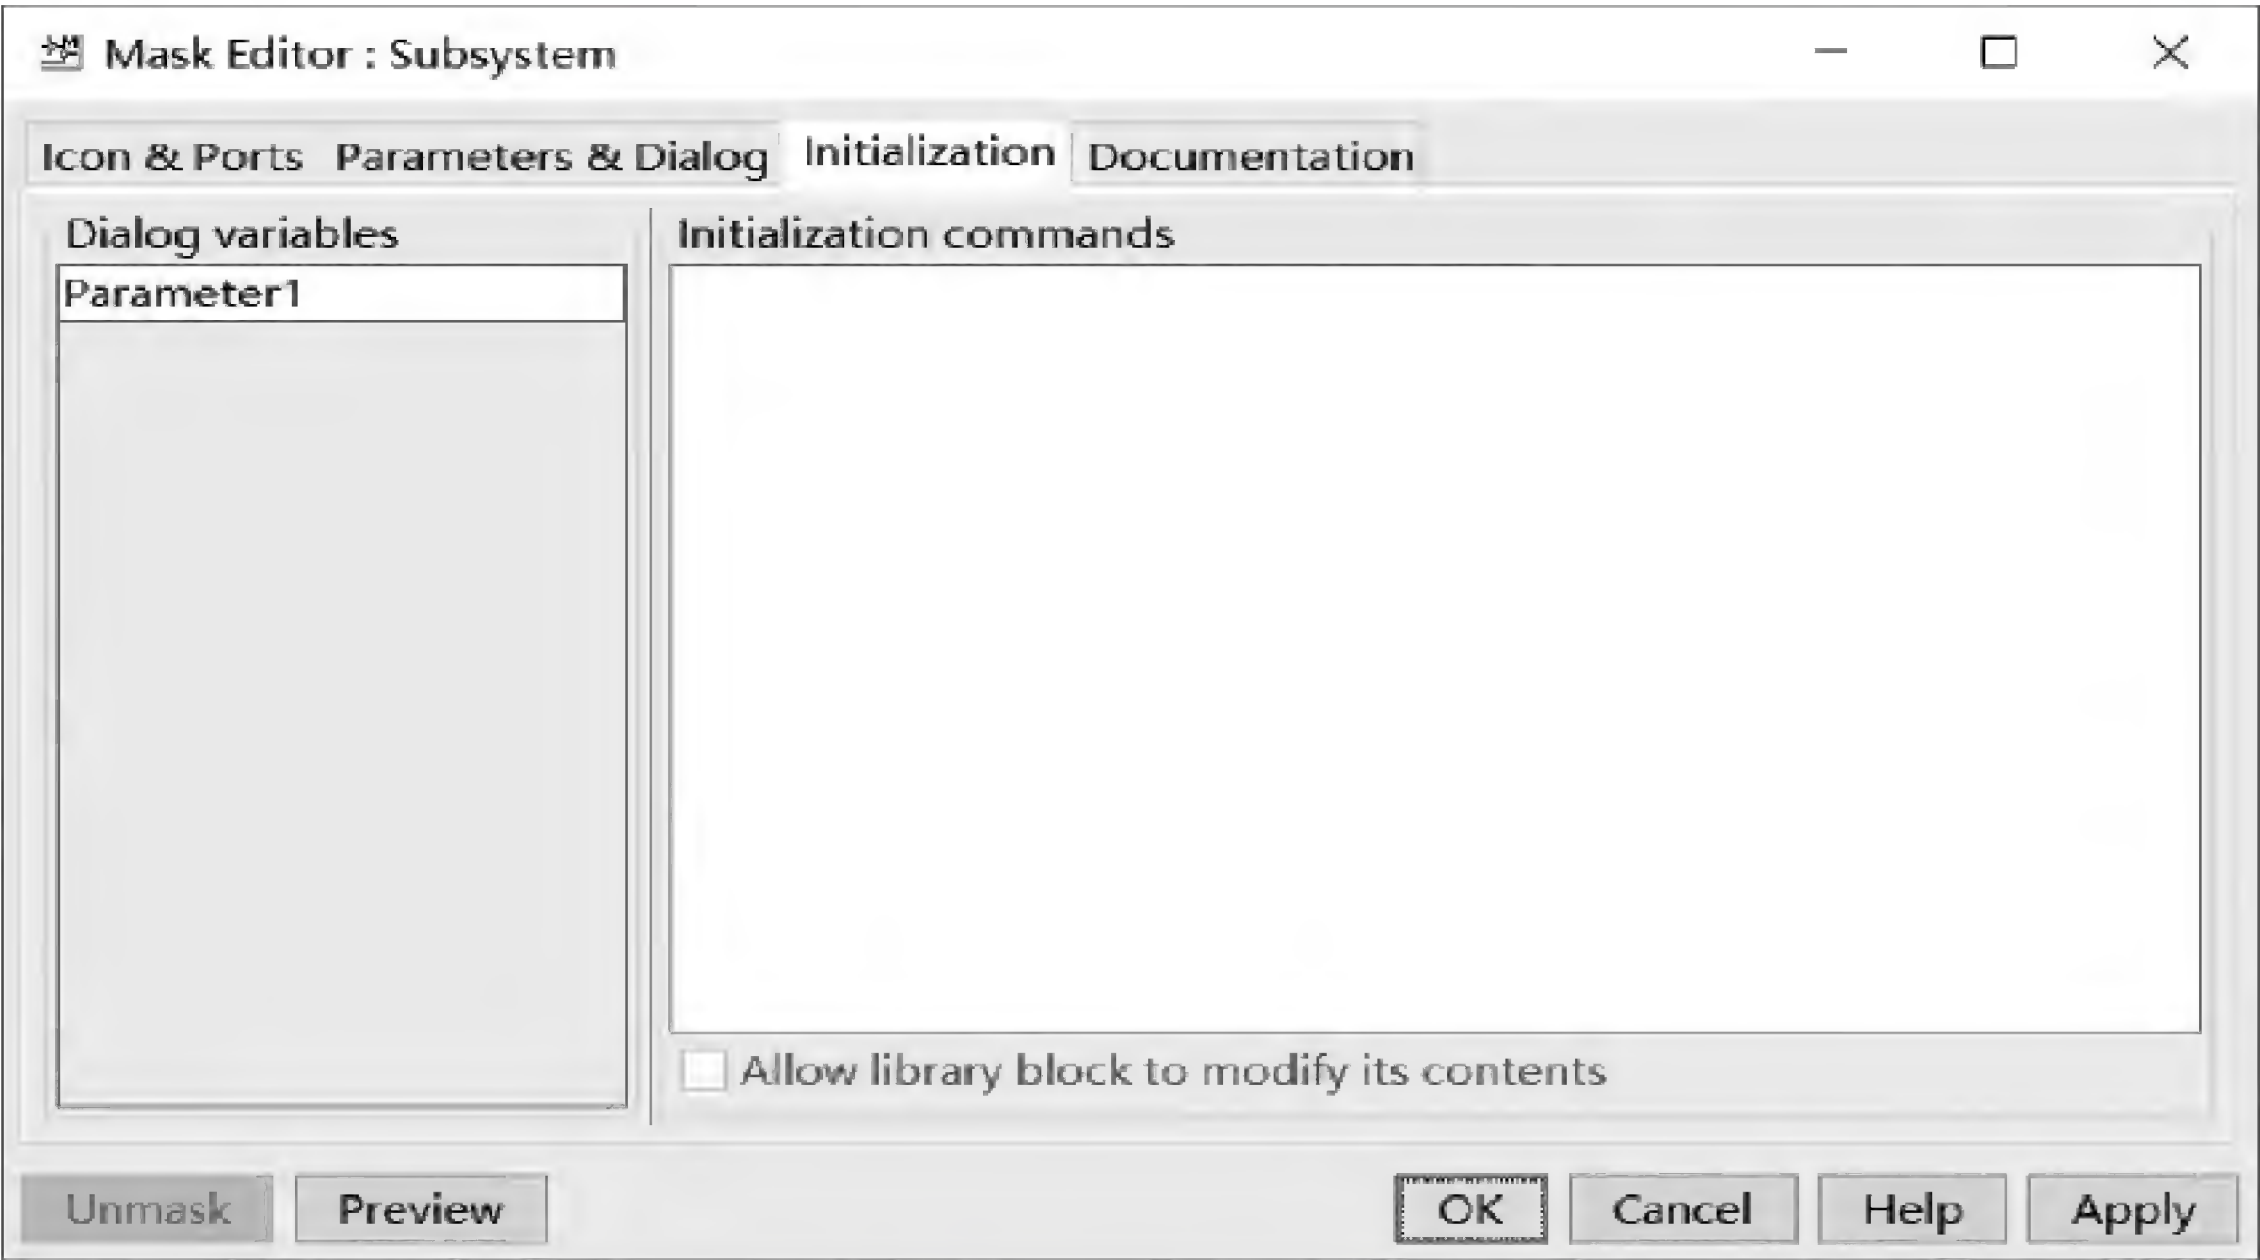 Mask Editor : Subsystem
Icon & Ports Parameters & Dialog Initialization Documentation
Dialog variables
Parameter1
Initialization commands
Allow library block to modify its contents
Unmask Preview OK Cancel Help Apply